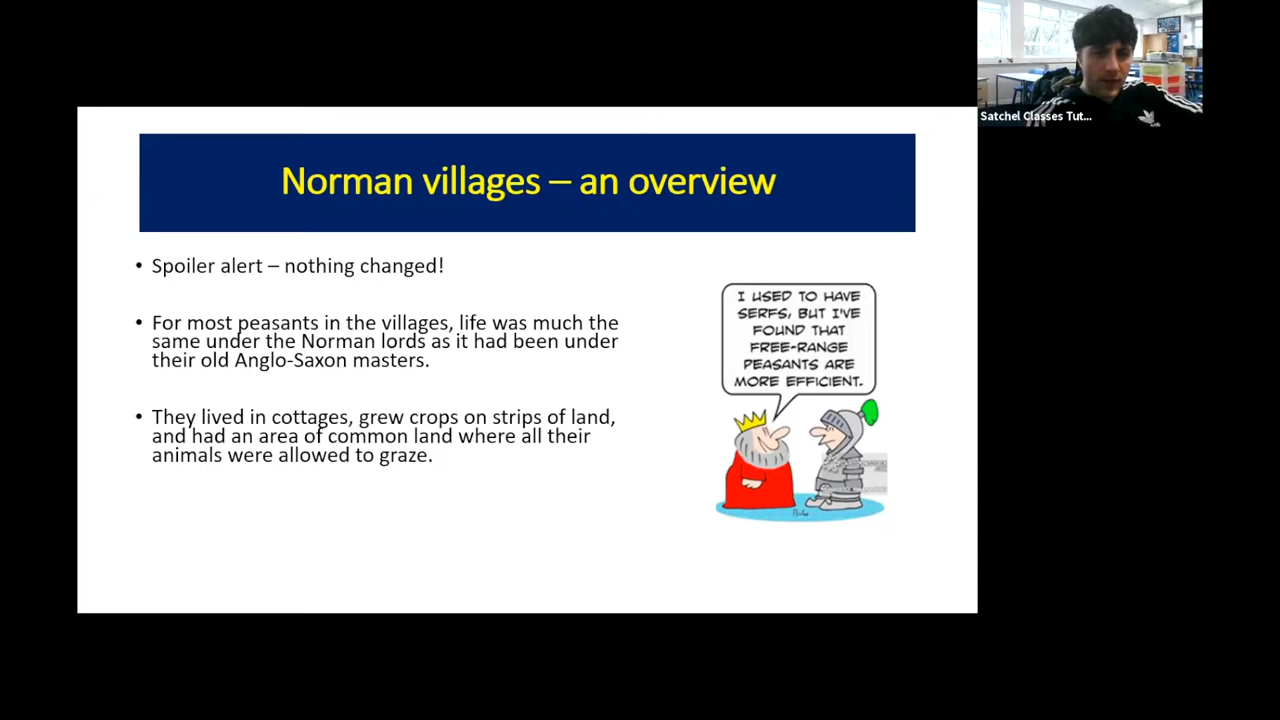 Satchel Classes Tut...
Norman villages – an overview
• Spoiler alert – nothing changed!
• For most peasants in the villages, life was much the
same under the Norman lords as it had been under
their old Anglo-Saxon masters.
• They lived in cottages, grew crops on strips of land,
and had an area of common land where all their
animals were allowed to graze.
I USED TO HAVE
SERFS, BUT I'VE
FOUND THAT
FREE-RANGE
PEASANTS ARE
MORE EFFICIENT.